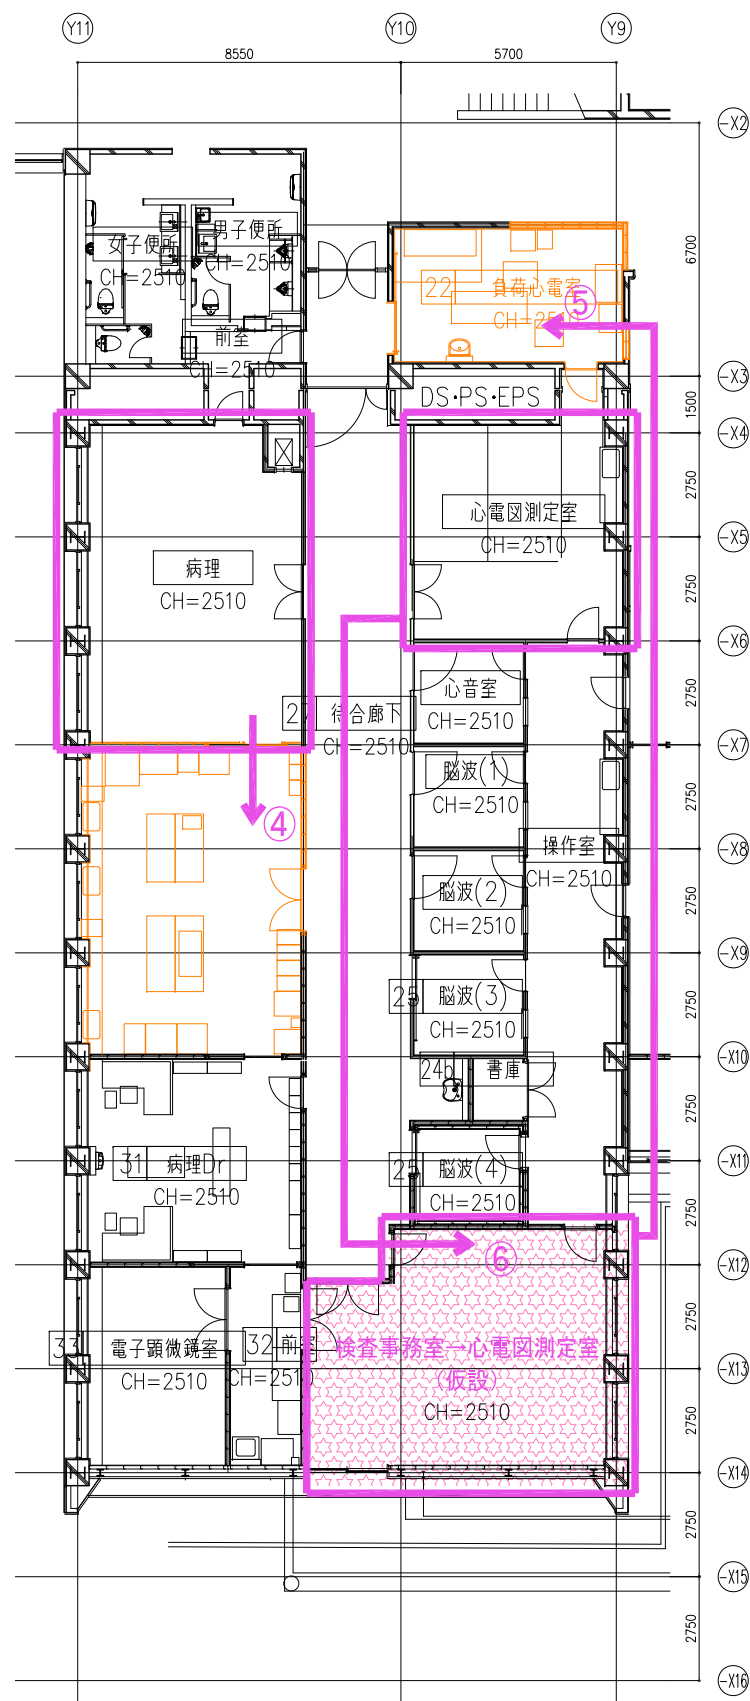 Y11
Y10
Y9
8550
5700
X2
6700
女子便所
CH=2510
男子便所
CH=2510
前室
CH=2510
22
負荷心電室
CH=2510
⑤
X3
DS・PS・EPS
1500
X4
2750
心電図測定室
CH=2510
X5
病理
CH=2510
2750
X6
心音室
CH=2510
27
待合廊下
CH=2510
2750
X7
脳波(1)
CH=2510
④
2750
操作室
CH=2510
X8
脳波(2)
CH=2510
2750
X9
25
脳波(3)
CH=2510
2750
X10
24b
書庫
2750
X11
31
病理Dr
CH=2510
25
脳波(4)
CH=2510
2750
⑥
X12
2750
33
電子顕微鏡室
CH=2510
32
前室
CH=2510
検査事務室→心電図測定室
(仮設)
CH=2510
X13
2750
X14
2750
X15
2750
X16